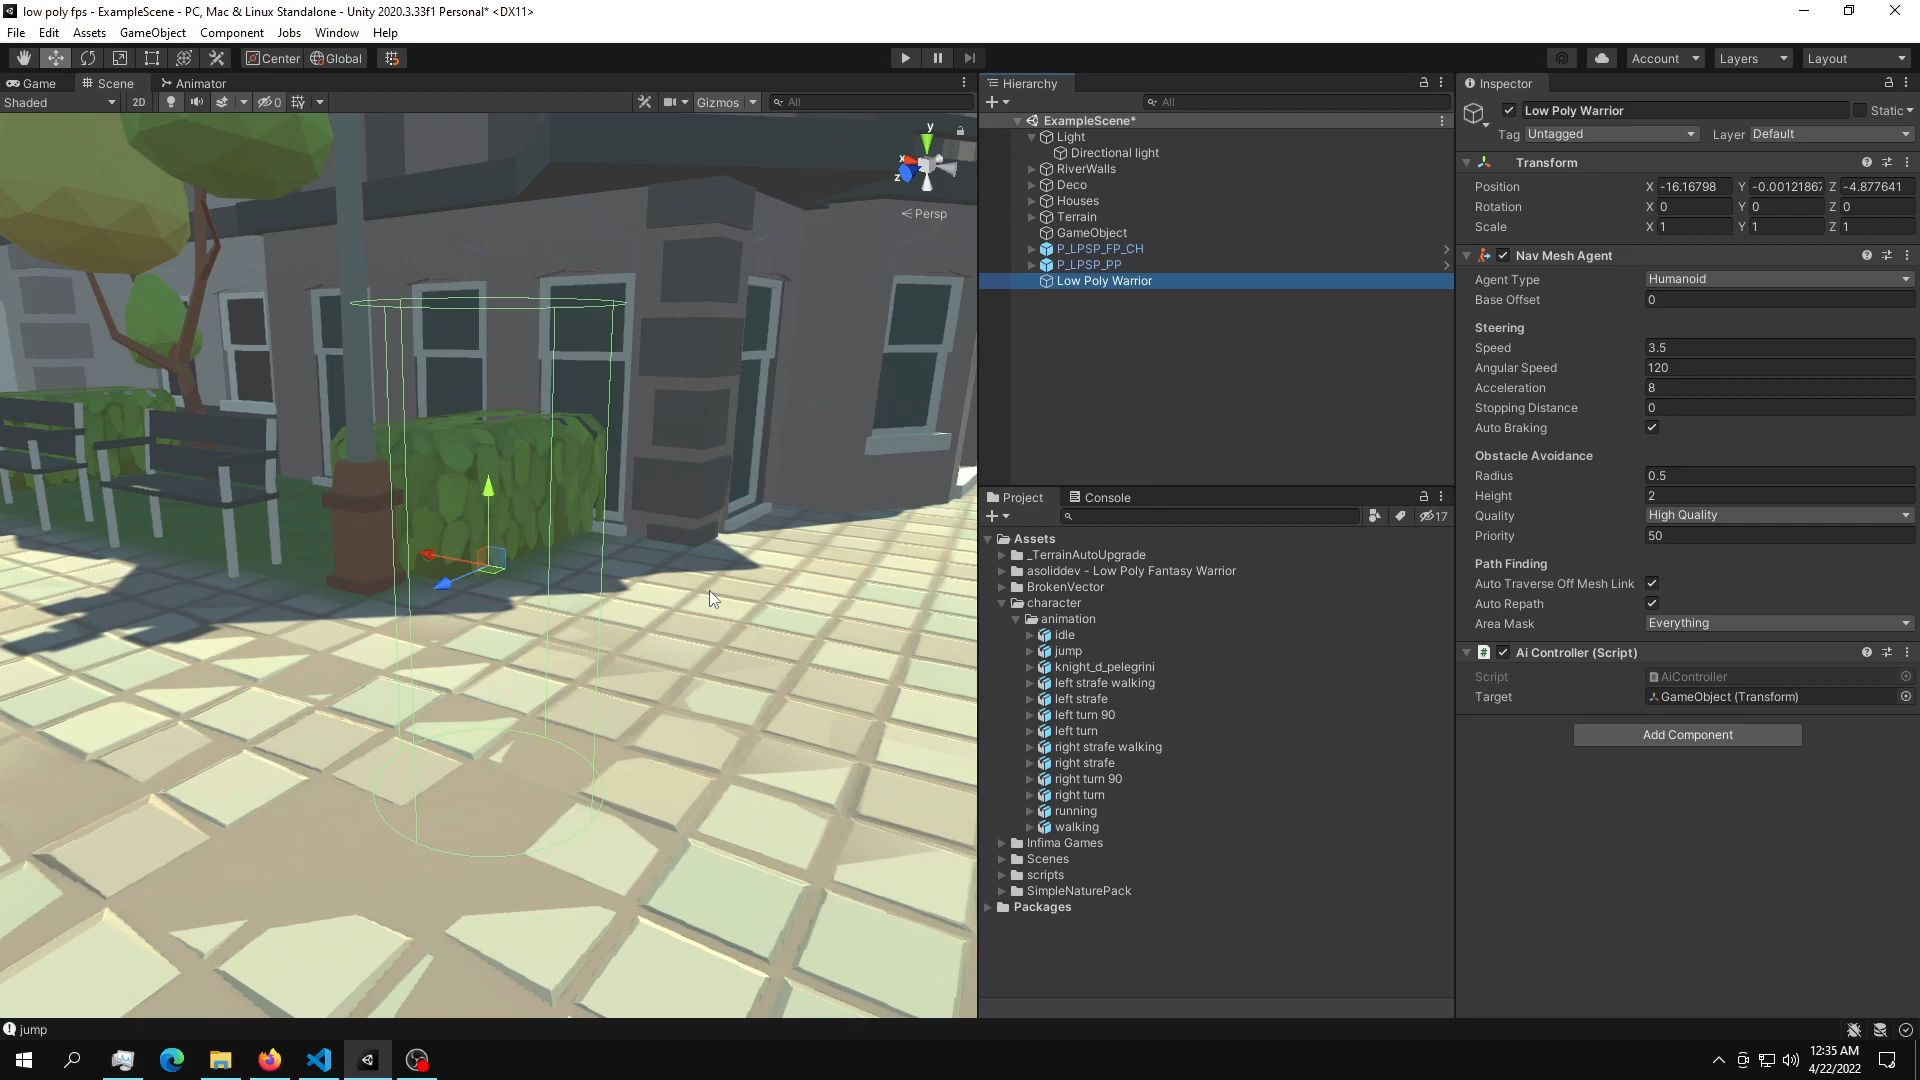 low poly fps - ExampleScene - PC, Mac & Linux Standalone - Unity 2020.3.33f1 Personal* <DX11>
File Edit Assets GameObject Component Jobs Window Help
Center Global Account Layers Layout
Game Scene Animator
Shaded 2D 0 Gizmos All
y
x
z
Persp
Hierarchy
All
ExampleScene*
Light
Directional light
RiverWalls
Deco
Houses
Terrain
GameObject
P_LPSP_FP_CH
P_LPSP_PP
Low Poly Warrior
Project Console
17
Assets
_TerrainAutoUpgrade
asoliddev - Low Poly Fantasy Warrior
BrokenVector
character
animation
idle
jump
knight_d_pelegrini
left strafe walking
left strafe
left turn 90
left turn
right strafe walking
right strafe
right turn 90
right turn
running
walking
Infima Games
Scenes
scripts
SimpleNaturePack
Packages
Inspector
Low Poly Warrior Static
Tag Untagged Layer Default
Transform
Position X -16.16798 Y -0.00121867 Z -4.877641
Rotation X 0 Y 0 Z 0
Scale X 1 Y 1 Z 1
Nav Mesh Agent
Agent Type Humanoid
Base Offset 0
Steering
Speed 3.5
Angular Speed 120
Acceleration 8
Stopping Distance 0
Auto Braking
Obstacle Avoidance
Radius 0.5
Height 2
Quality High Quality
Priority 50
Path Finding
Auto Traverse Off Mesh Link
Auto Repath
Area Mask Everything
# Ai Controller (Script)
Script AiController
Target GameObject (Transform)
Add Component
jump
12:35 AM
4/22/2022